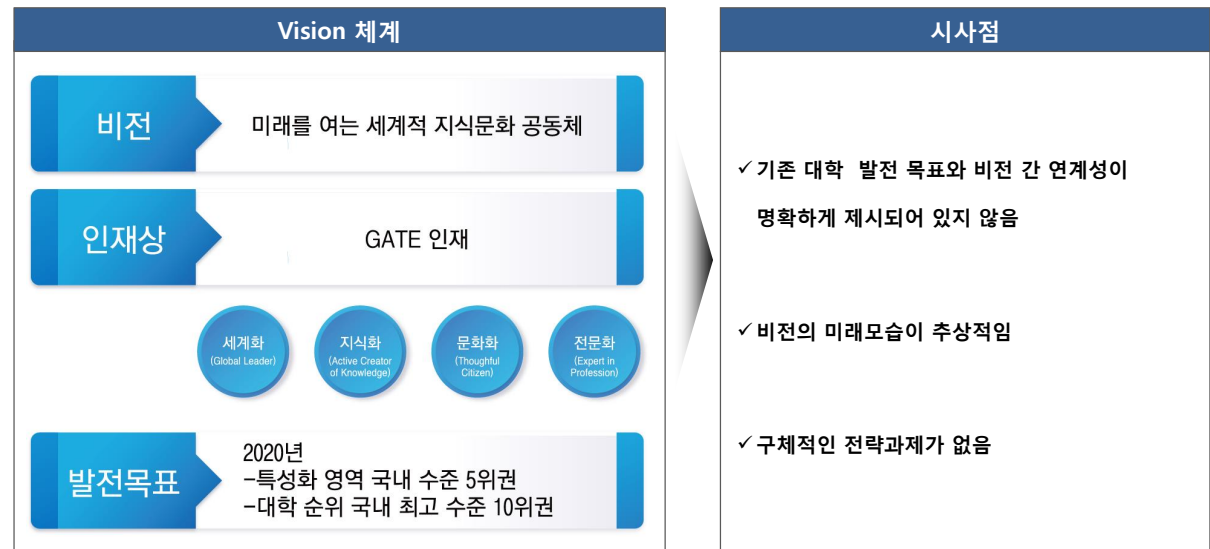 Vision 체계
비전
미래를 여는 세계적 지식문화 공동체
인재상
GATE 인재
세계화
(Global Leader)
지식화
(Active Creator
of Knowledge)
문화화
(Thoughtful
Citizen)
전문화
(Expert in
Profession)
발전목표
2020년
-특성화 영역 국내 수준 5위권
-대학 순위 국내 최고 수준 10위권
시사점
✓ 기존 대학 발전 목표와 비전 간 연계성이
명확하게 제시되어 있지 않음
✓ 비전의 미래모습이 추상적임
✓ 구체적인 전략과제가 없음